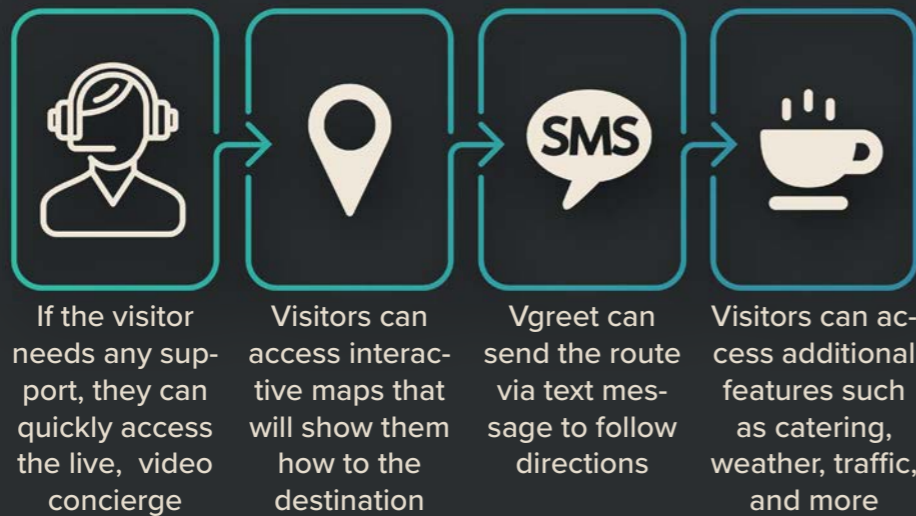 SMS
If the visitor
needs any sup-
port, they can
quickly access
the live, video
concierge
Visitors can
access interac-
tive maps that
will show them
how to the
destination
Vgreet can
send the route
via text mes-
sage to follow
directions
Visitors can ac-
cess additional
features such
as catering,
weather, traffic,
and more